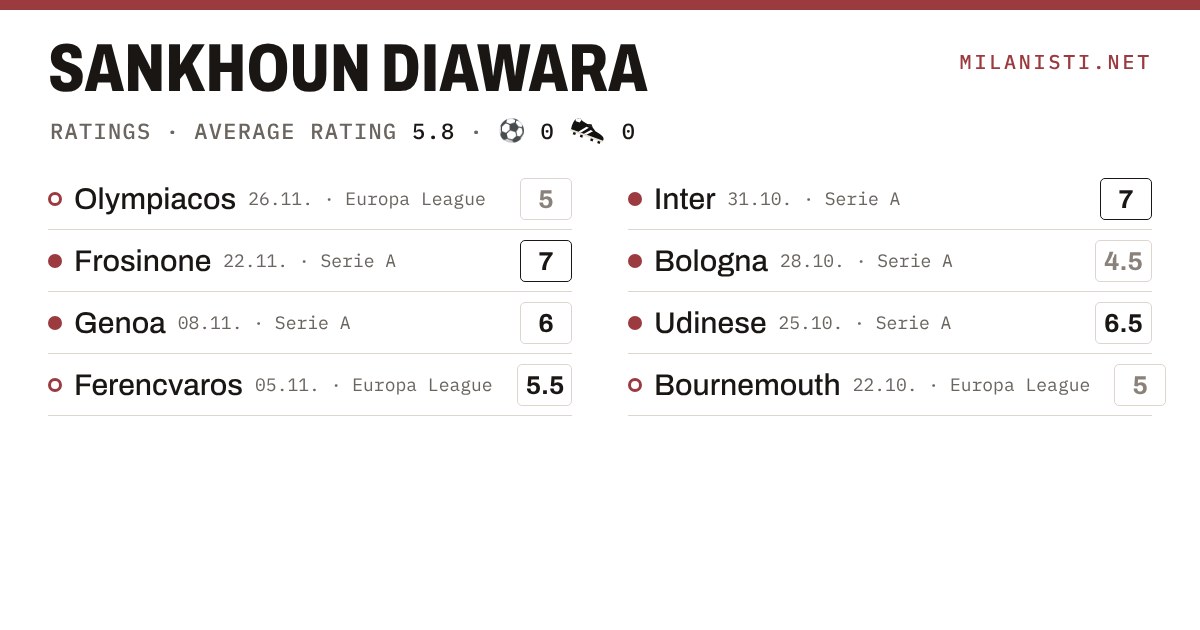 SANKHOUN DIAWARA
MILANISTI.NET
RATINGS · AVERAGE RATING 5.8 · ⚽ 0 👟 0
Olympiacos 26.11. · Europa League 5
Frosinone 22.11. · Serie A 7
Genoa 08.11. · Serie A 6
Ferencvaros 05.11. · Europa League 5.5
Inter 31.10. · Serie A 7
Bologna 28.10. · Serie A 4.5
Udinese 25.10. · Serie A 6.5
Bournemouth 22.10. · Europa League 5